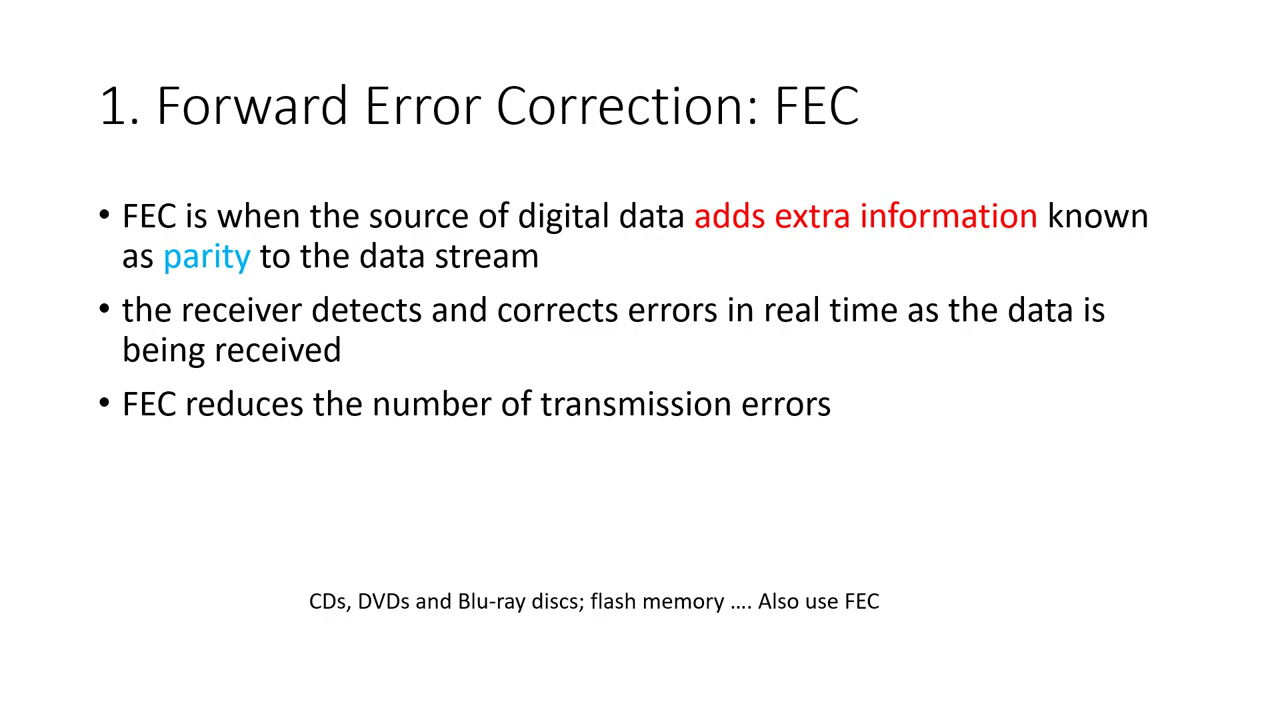 1. Forward Error Correction: FEC
• FEC is when the source of digital data adds extra information known
as parity to the data stream
• the receiver detects and corrects errors in real time as the data is
being received
• FEC reduces the number of transmission errors
CDs, DVDs and Blu-ray discs; flash memory .... Also use FEC